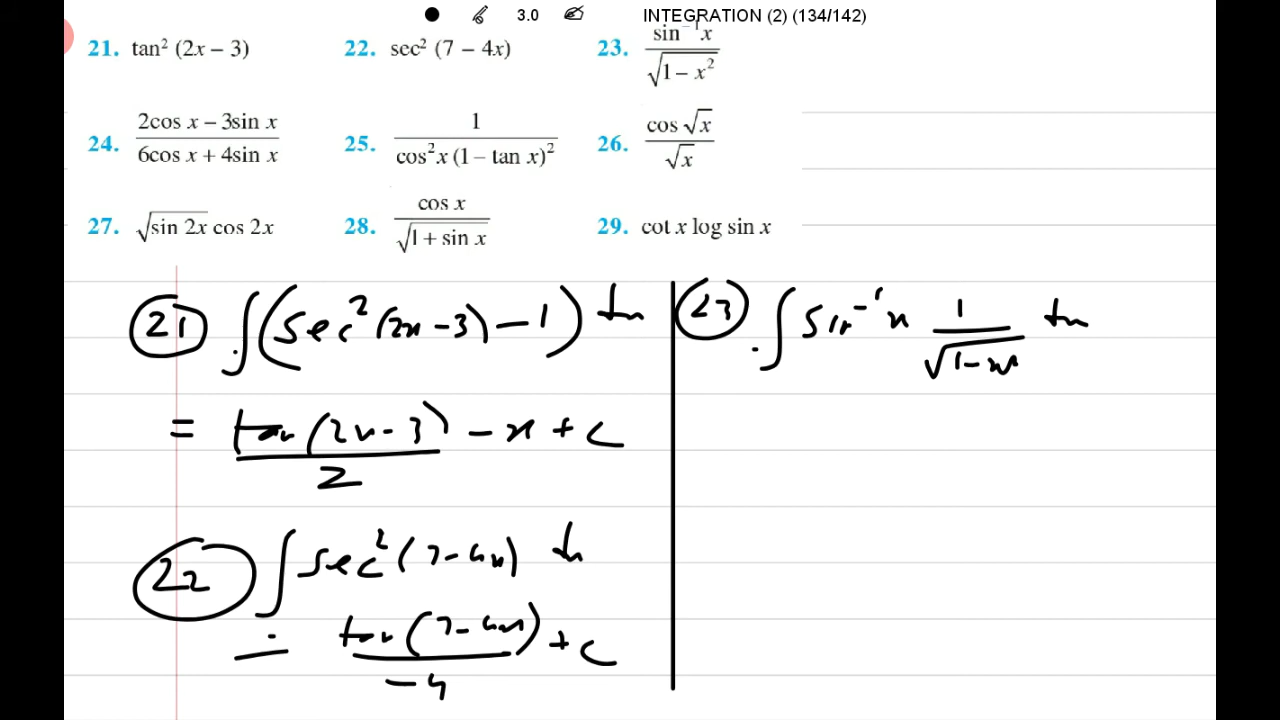 3.0 INTEGRATION (2) (134/142)
21. tan² (2x – 3) 22. sec² (7 – 4x) 23. sin⁻¹x / √(1 – x²)
24. (2cos x – 3sin x) / (6cos x + 4sin x) 25. 1 / (cos²x (1 – tan x)²) 26. cos √x / √x
27. √(sin 2x) cos 2x 28. cos x / √(1 + sin x) 29. cot x log sin x
(21) ∫(sec²(2x-3)-1) dx
= tan(2x-3)/2 - x + c
(22) ∫sec²(7-4x) dx
= tan(7-4x)/-4 + c
(23) ∫sin⁻¹x 1/√(1-x²) dx